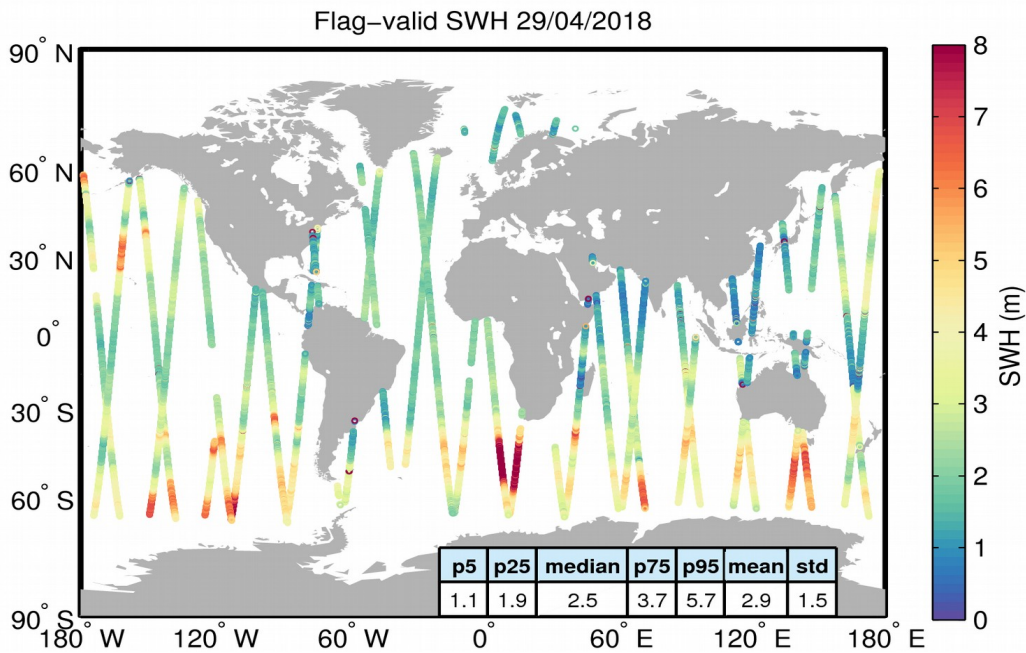 Flag−valid SWH 29/04/2018
90° N
60° N
30° N
0°
30° S
60° S
90° S
180° W
120° W
60° W
0°
60° E
120° E
180° E
8
7
6
5
4
3
2
1
0
SWH (m)
p5 p25 median p75 p95 mean std
1.1 1.9 2.5 3.7 5.7 2.9 1.5